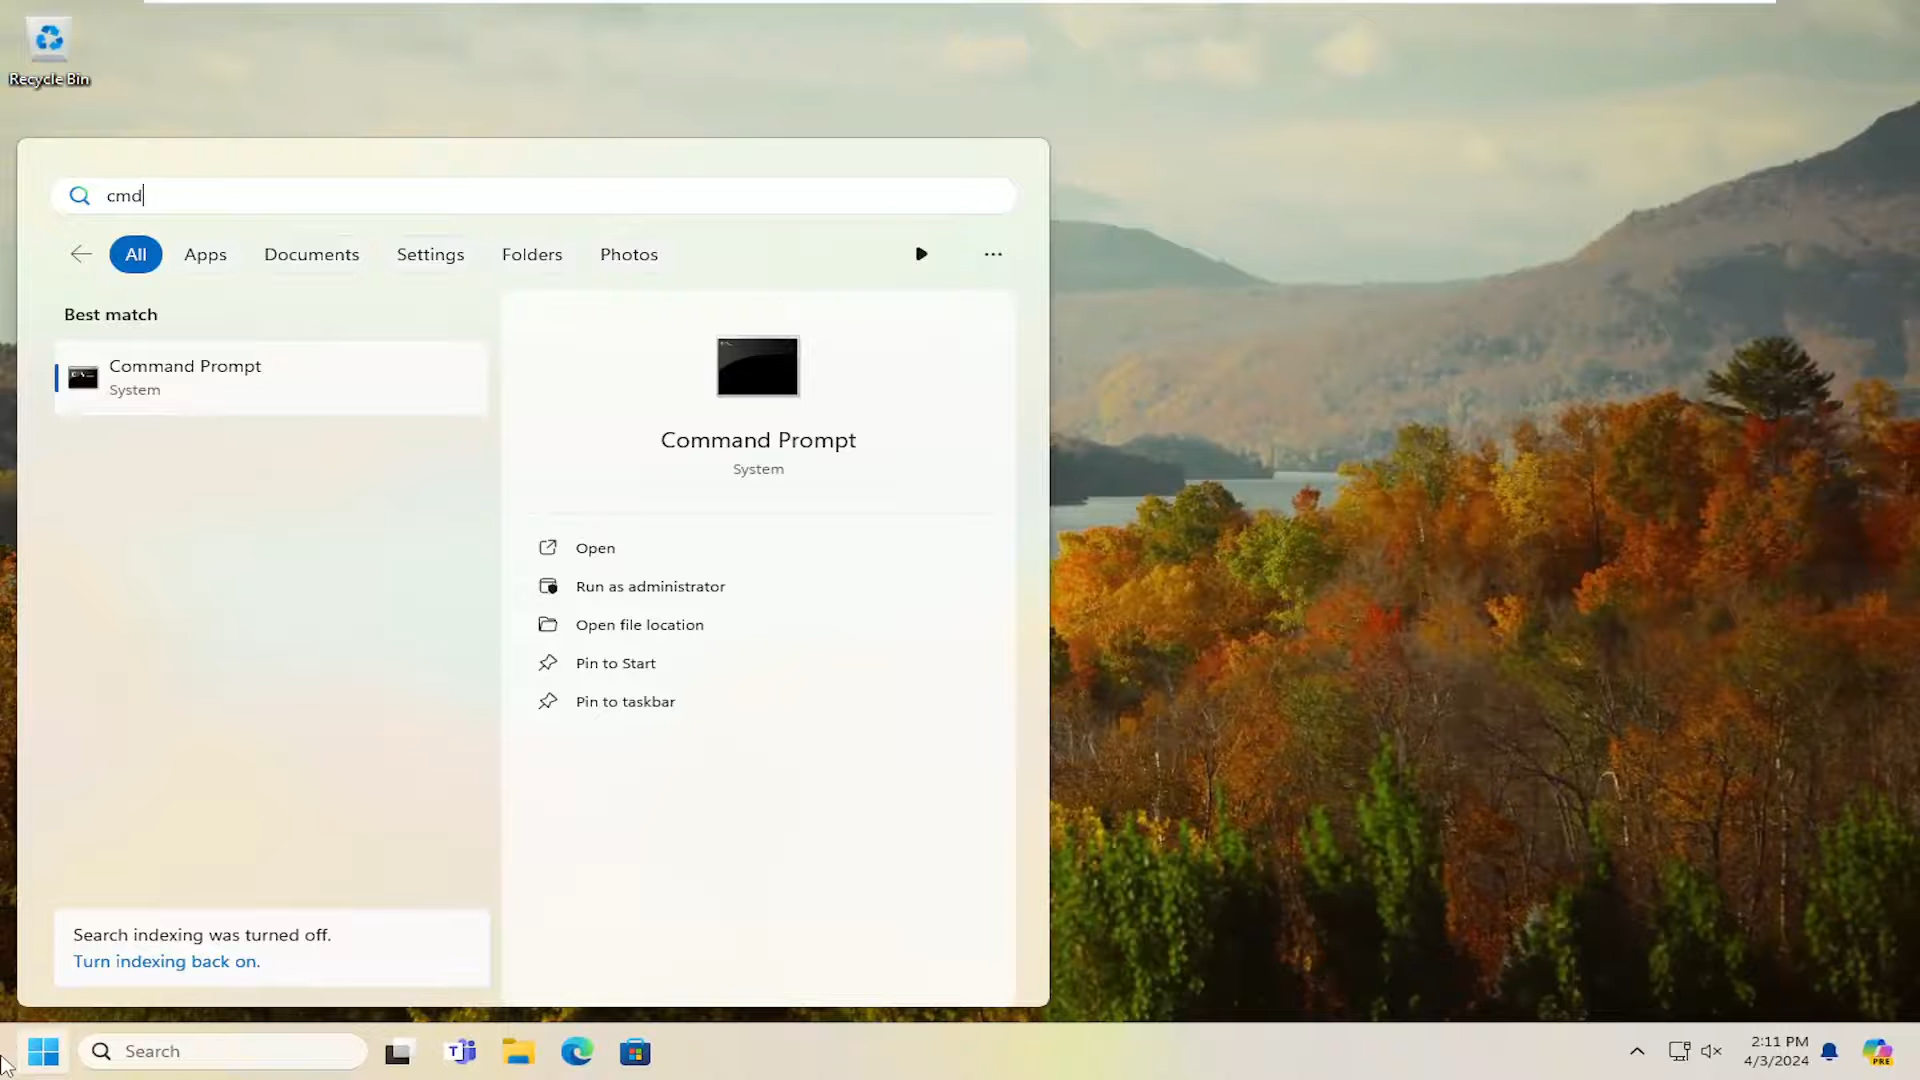 Recycle Bin
cmd
All Apps Documents Settings Folders Photos
Best match
Command Prompt
System
Command Prompt
System
Open
Run as administrator
Open file location
Pin to Start
Pin to taskbar
Search indexing was turned off.
Turn indexing back on.
Search
2:11 PM
4/3/2024
PRE